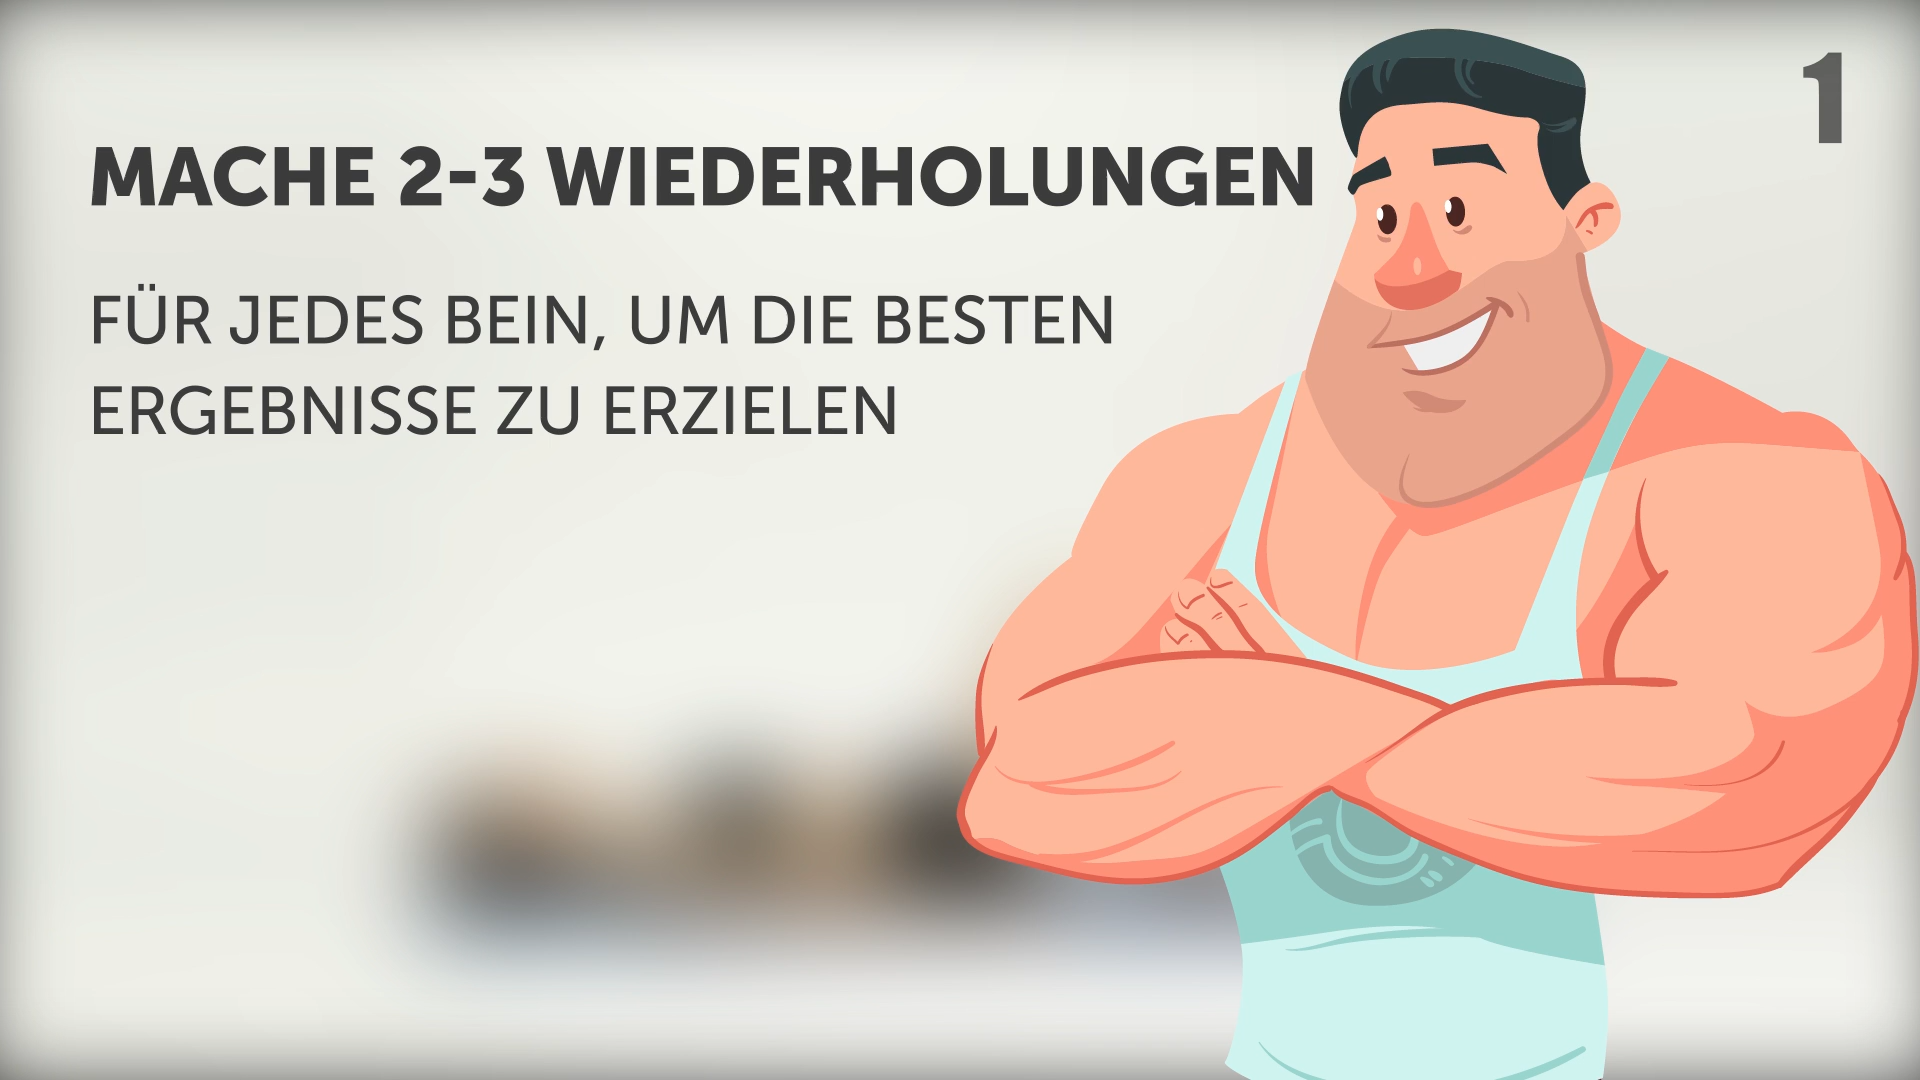 1
MACHE 2-3 WIEDERHOLUNGEN
FÜR JEDES BEIN, UM DIE BESTEN
ERGEBNISSE ZU ERZIELEN